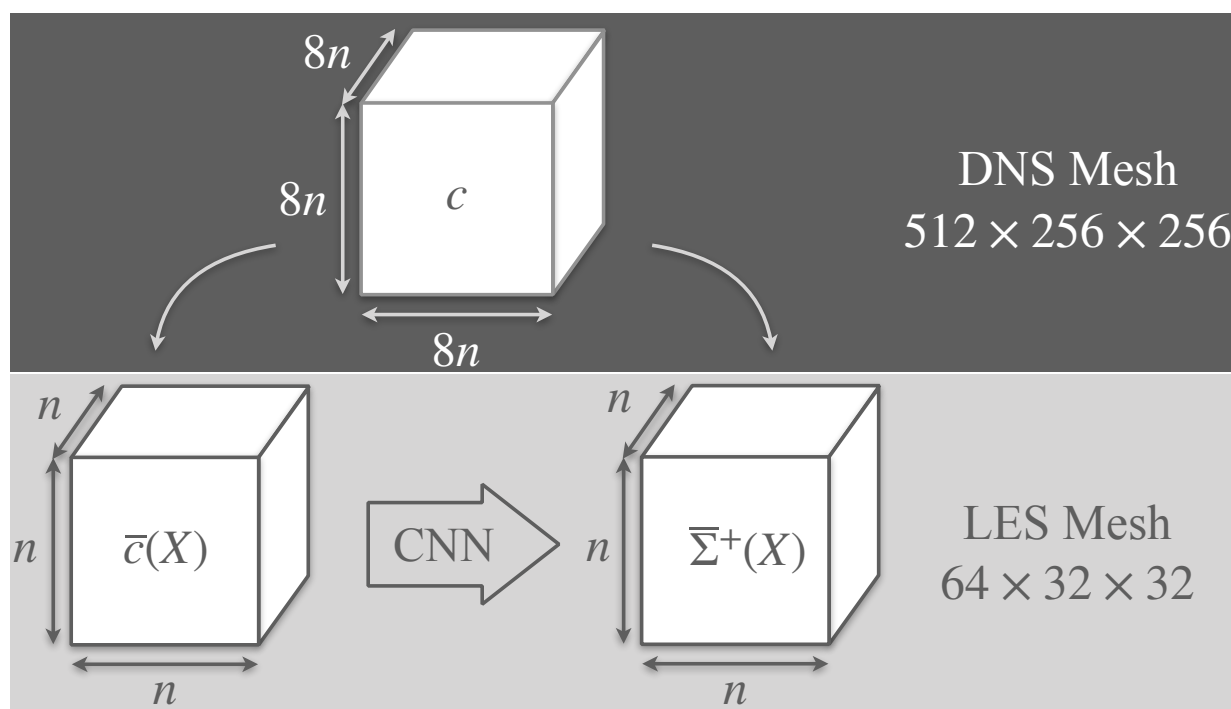 8n
8n
c
8n
DNS Mesh
512 × 256 × 256
n
n
c̅(X)
n
CNN
n
n
Σ̅⁺(X)
n
LES Mesh
64 × 32 × 32